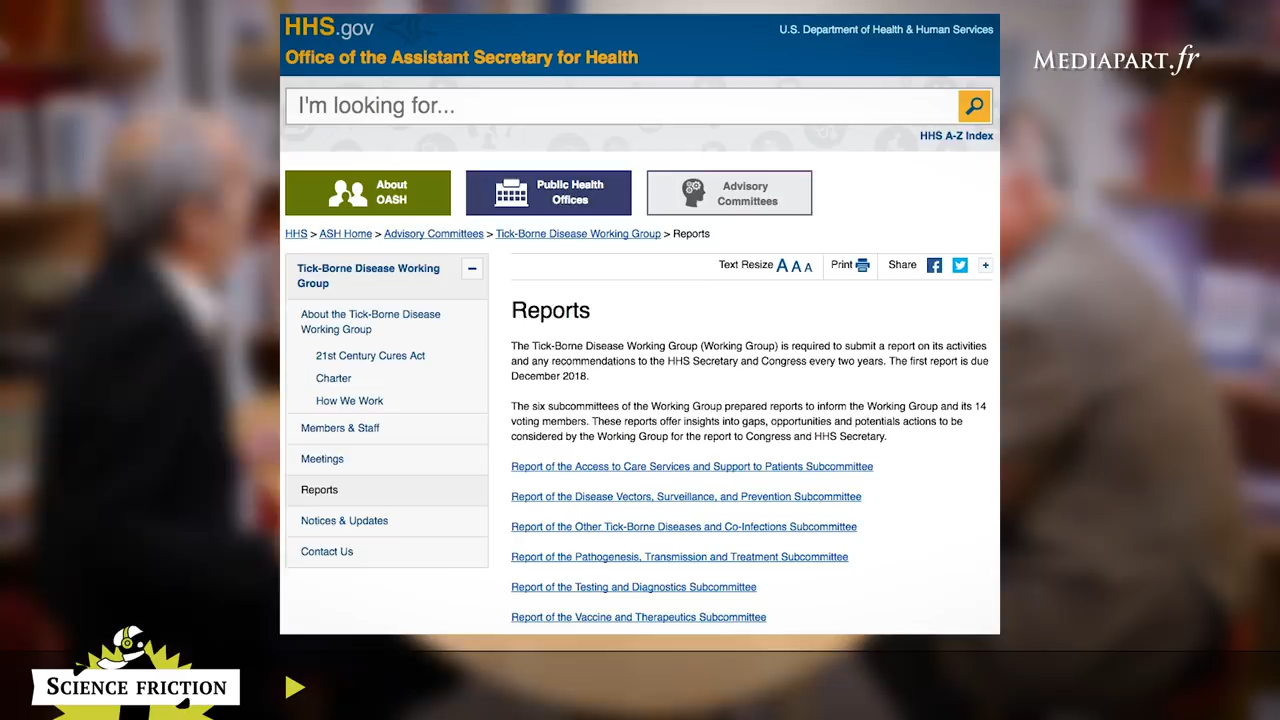 HHS.gov
U.S. Department of Health & Human Services
Office of the Assistant Secretary for Health
MEDIAPART.fr
I'm looking for...
HHS A-Z Index
About
OASH
Public Health
Offices
Advisory
Committees
HHS > ASH Home > Advisory Committees > Tick-Borne Disease Working Group > Reports
Tick-Borne Disease Working
Group
About the Tick-Borne Disease
Working Group
21st Century Cures Act
Charter
How We Work
Members & Staff
Meetings
Reports
Notices & Updates
Contact Us
Text Resize A A A
Print
Share
Reports
The Tick-Borne Disease Working Group (Working Group) is required to submit a report on its activities
and any recommendations to the HHS Secretary and Congress every two years. The first report is due
December 2018.
The six subcommittees of the Working Group prepared reports to inform the Working Group and its 14
voting members. These reports offer insights into gaps, opportunities and potentials actions to be
considered by the Working Group for the report to Congress and HHS Secretary.
Report of the Access to Care Services and Support to Patients Subcommittee
Report of the Disease Vectors, Surveillance, and Prevention Subcommittee
Report of the Other Tick-Borne Diseases and Co-Infections Subcommittee
Report of the Pathogenesis, Transmission and Treatment Subcommittee
Report of the Testing and Diagnostics Subcommittee
Report of the Vaccine and Therapeutics Subcommittee
SCIENCE FRICTION